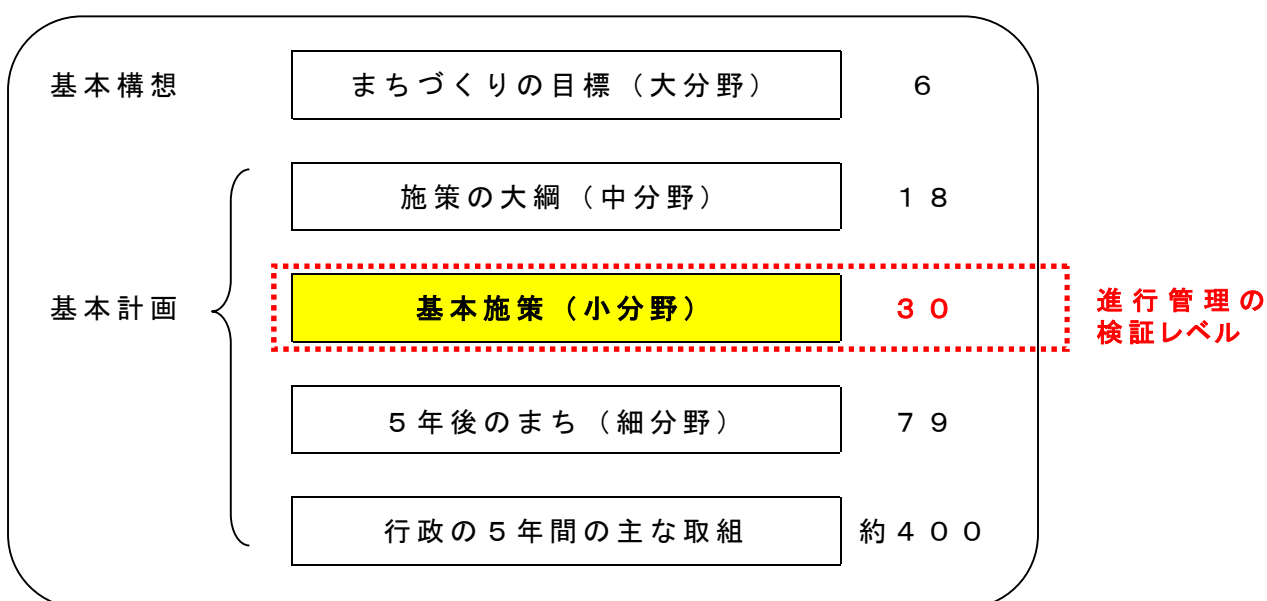 基本構想
まちづくりの目標（大分野）
６
施策の大綱（中分野）
１８
基本計画
基本施策（小分野）
３０
進行管理の
検証レベル
５年後のまち（細分野）
７９
行政の５年間の主な取組
約４００